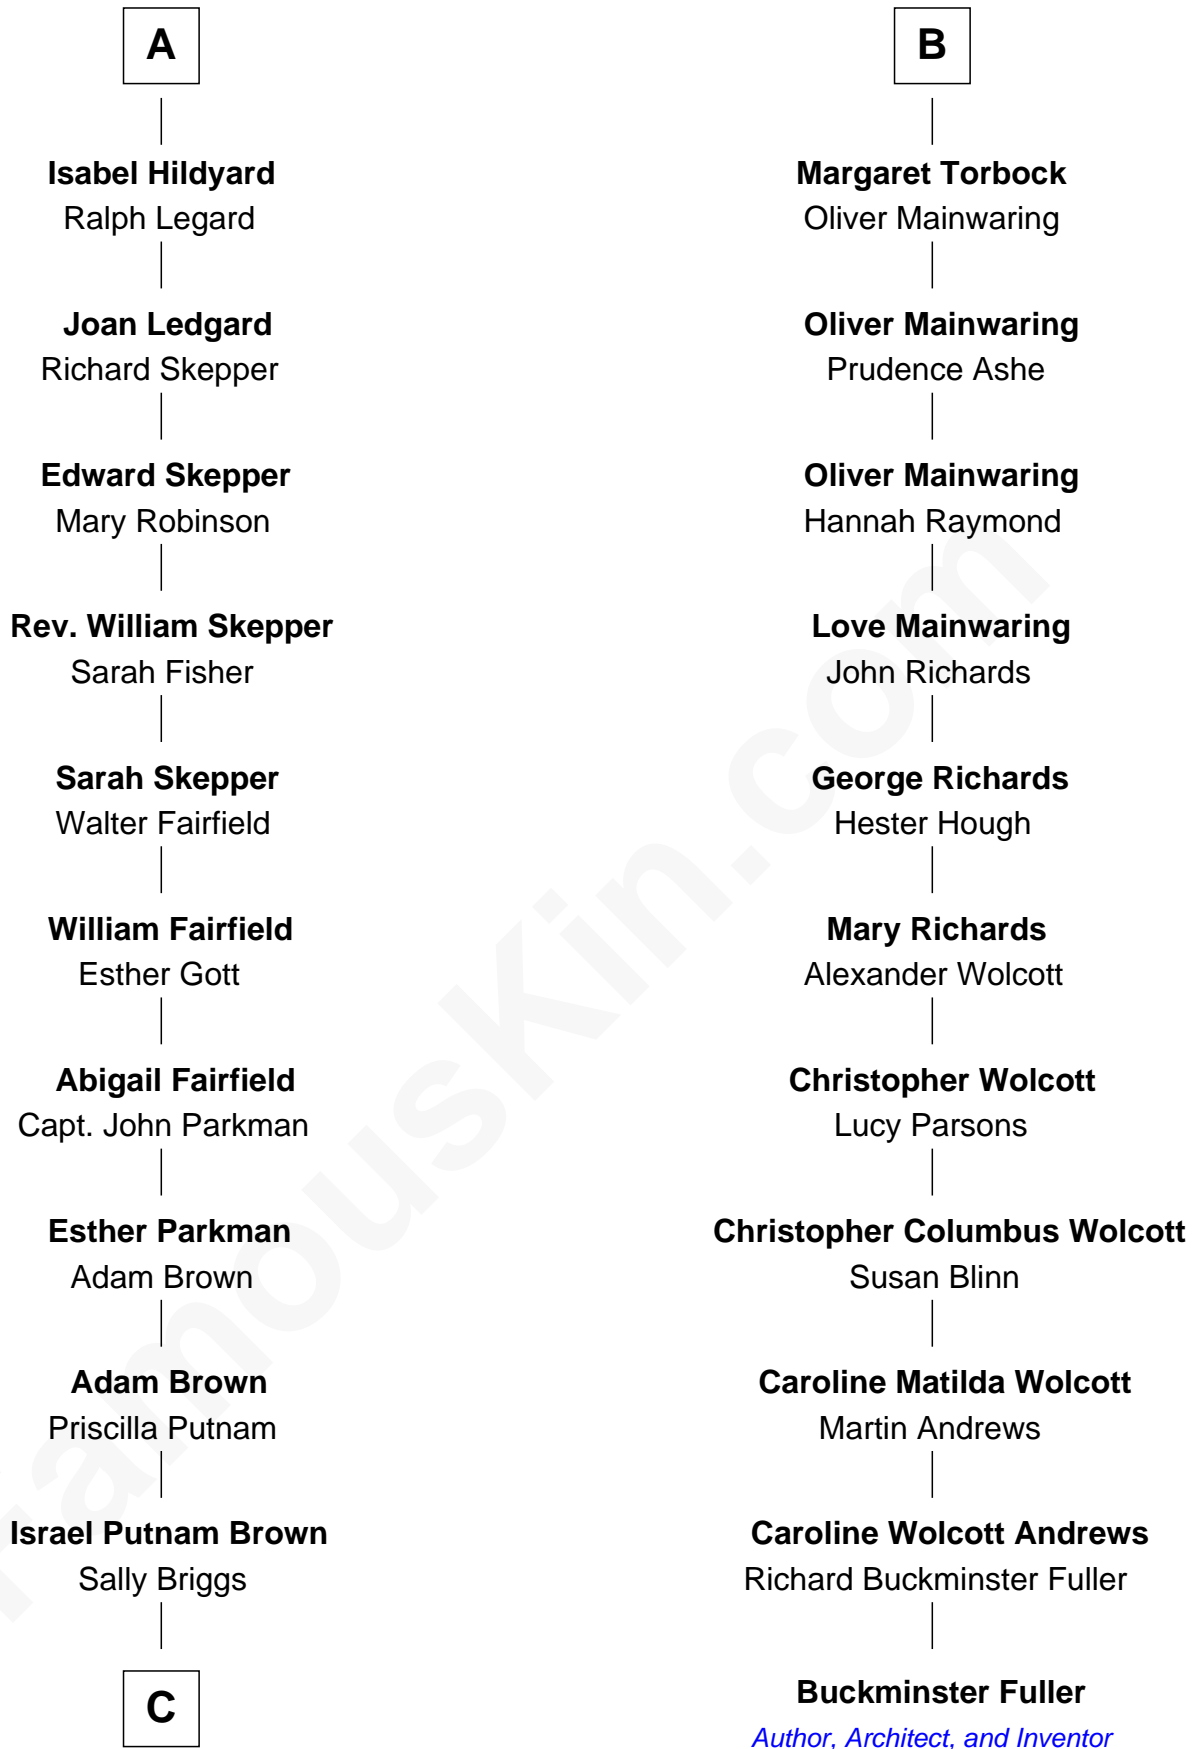 A
Isabel Hildyard
Ralph Legard
Joan Ledgard
Richard Skepper
Edward Skepper
Mary Robinson
Rev. William Skepper
Sarah Fisher
Sarah Skepper
Walter Fairfield
William Fairfield
Esther Gott
Abigail Fairfield
Capt. John Parkman
Esther Parkman
Adam Brown
Adam Brown
Priscilla Putnam
Israel Putnam Brown
Sally Briggs
C
B
Margaret Torbock
Oliver Mainwaring
Oliver Mainwaring
Prudence Ashe
Oliver Mainwaring
Hannah Raymond
Love Mainwaring
John Richards
George Richards
Hester Hough
Mary Richards
Alexander Wolcott
Christopher Wolcott
Lucy Parsons
Christopher Columbus Wolcott
Susan Blinn
Caroline Matilda Wolcott
Martin Andrews
Caroline Wolcott Andrews
Richard Buckminster Fuller
Buckminster Fuller
Author, Architect, and Inventor
FamousKin.com